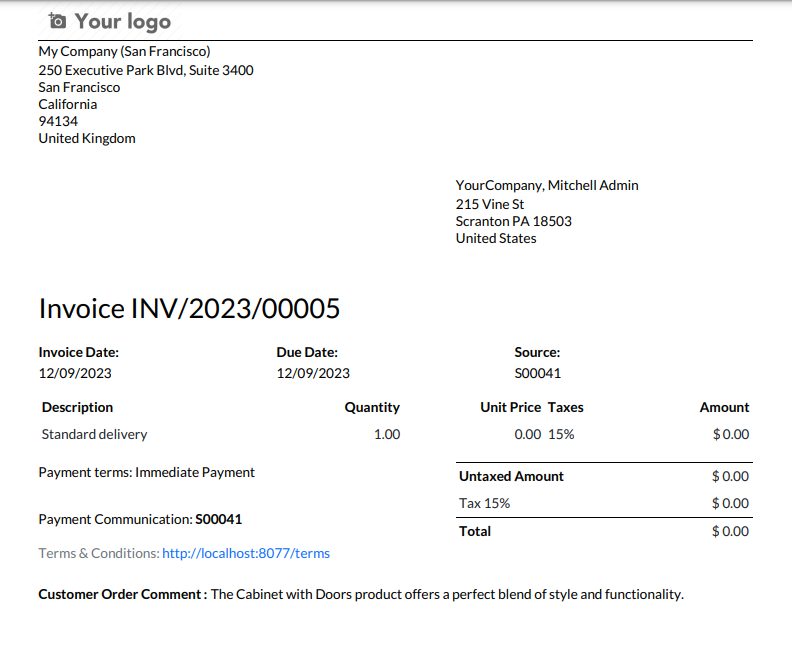 Your logo
My Company (San Francisco)
250 Executive Park Blvd, Suite 3400
San Francisco
California
94134
United Kingdom
YourCompany, Mitchell Admin
215 Vine St
Scranton PA 18503
United States
Invoice INV/2023/00005
Invoice Date: Due Date: Source:
12/09/2023 12/09/2023 S00041
Description Quantity Unit Price Taxes Amount
Standard delivery 1.00 0.00 15% $ 0.00
Payment terms: Immediate Payment
Untaxed Amount $ 0.00
Tax 15% $ 0.00
Payment Communication: S00041
Total $ 0.00
Terms & Conditions: http://localhost:8077/terms
Customer Order Comment : The Cabinet with Doors product offers a perfect blend of style and functionality.